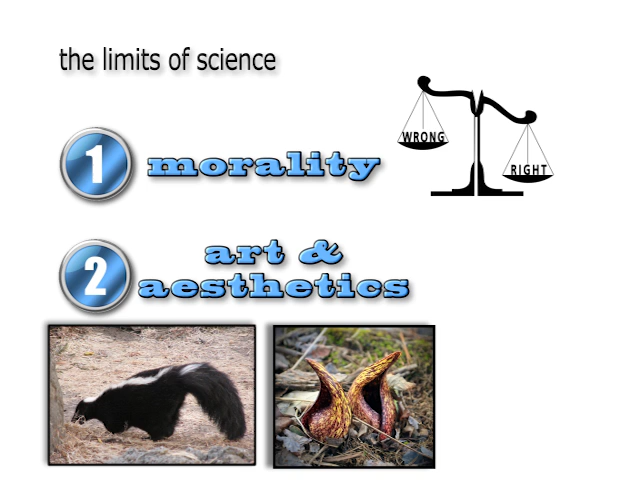 the limits of science
WRONG
RIGHT
1 morality
2 art &
aesthetics